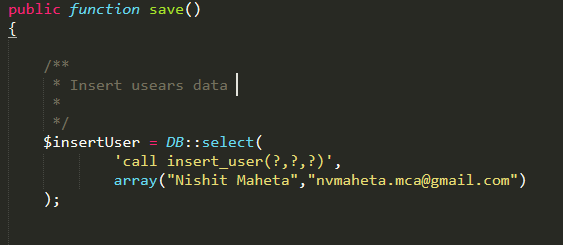 public function save()
{
/**
* Insert usears data
*
*/
$insertUser = DB::select(
'call insert_user(?,?,?)',
array("Nishit Maheta","nvmaheta.mca@gmail.com")
);